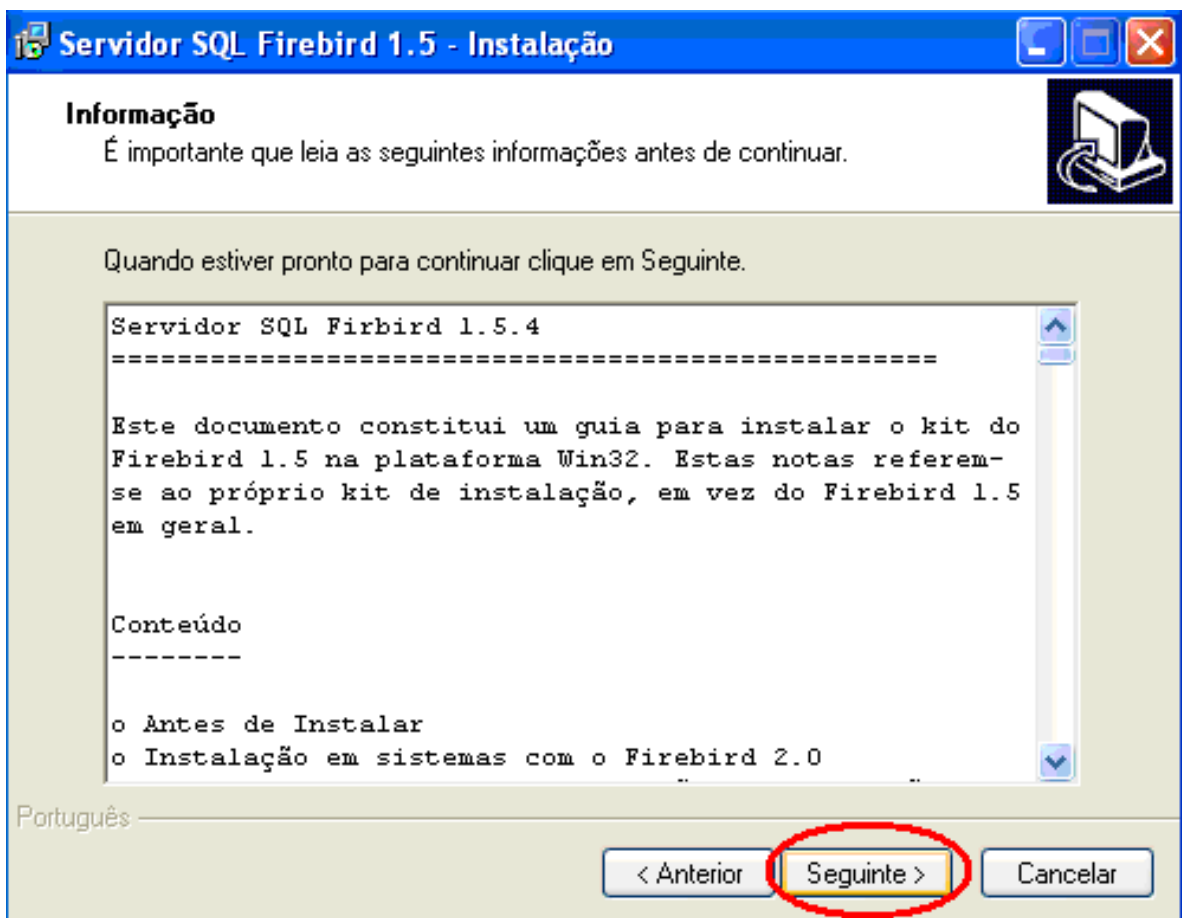 Servidor SQL Firebird 1.5 - Instalação
Informação
É importante que leia as seguintes informações antes de continuar.
Quando estiver pronto para continuar clique em Seguinte.
Servidor SQL Firbird 1.5.4
==================================================
Este documento constitui um guia para instalar o kit do
Firebird 1.5 na plataforma Win32. Estas notas referem-
se ao próprio kit de instalação, em vez do Firebird 1.5
em geral.
Conteúdo
--------
o Antes de Instalar
o Instalação em sistemas com o Firebird 2.0
Português
< Anterior
Seguinte >
Cancelar